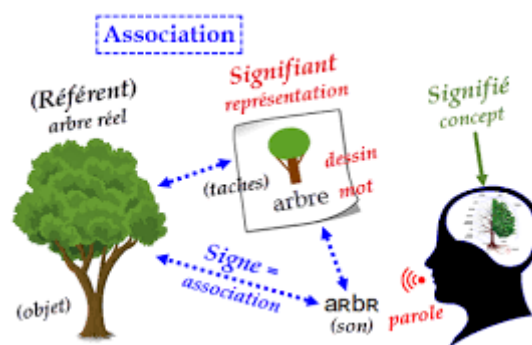 Association
(Référent)
arbre réel
(objet)
Signifiant
représentation
(taches)
dessin
mot
arbre
Signe =
association
aRbR
(son)
parole
Signifié
concept